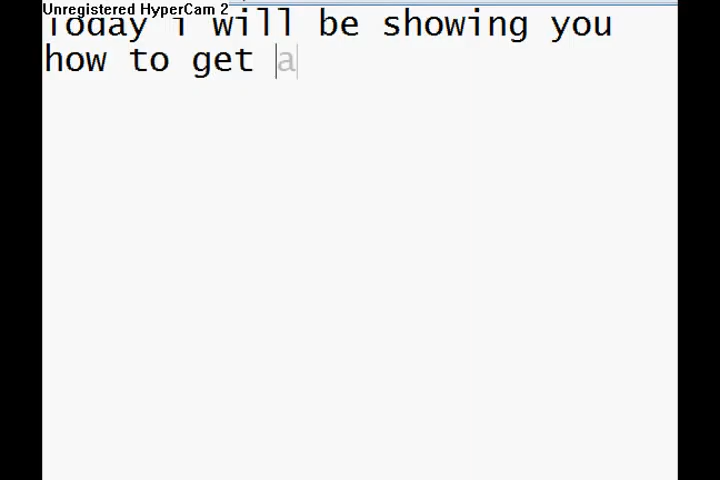 Unregistered HyperCam 2
Today i will be showing you
how to get a